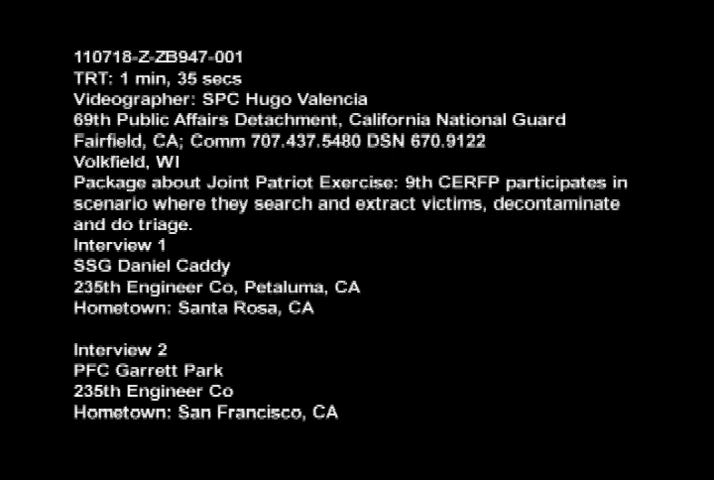 110718-Z-ZB947-001
TRT: 1 min, 35 secs
Videographer: SPC Hugo Valencia
69th Public Affairs Detachment, California National Guard
Fairfield, CA; Comm 707.437.5480 DSN 670.9122
Volkfield, WI
Package about Joint Patriot Exercise: 9th CERFP participates in
scenario where they search and extract victims, decontaminate
and do triage.
Interview 1
SSG Daniel Caddy
235th Engineer Co, Petaluma, CA
Hometown: Santa Rosa, CA
Interview 2
PFC Garrett Park
235th Engineer Co
Hometown: San Francisco, CA